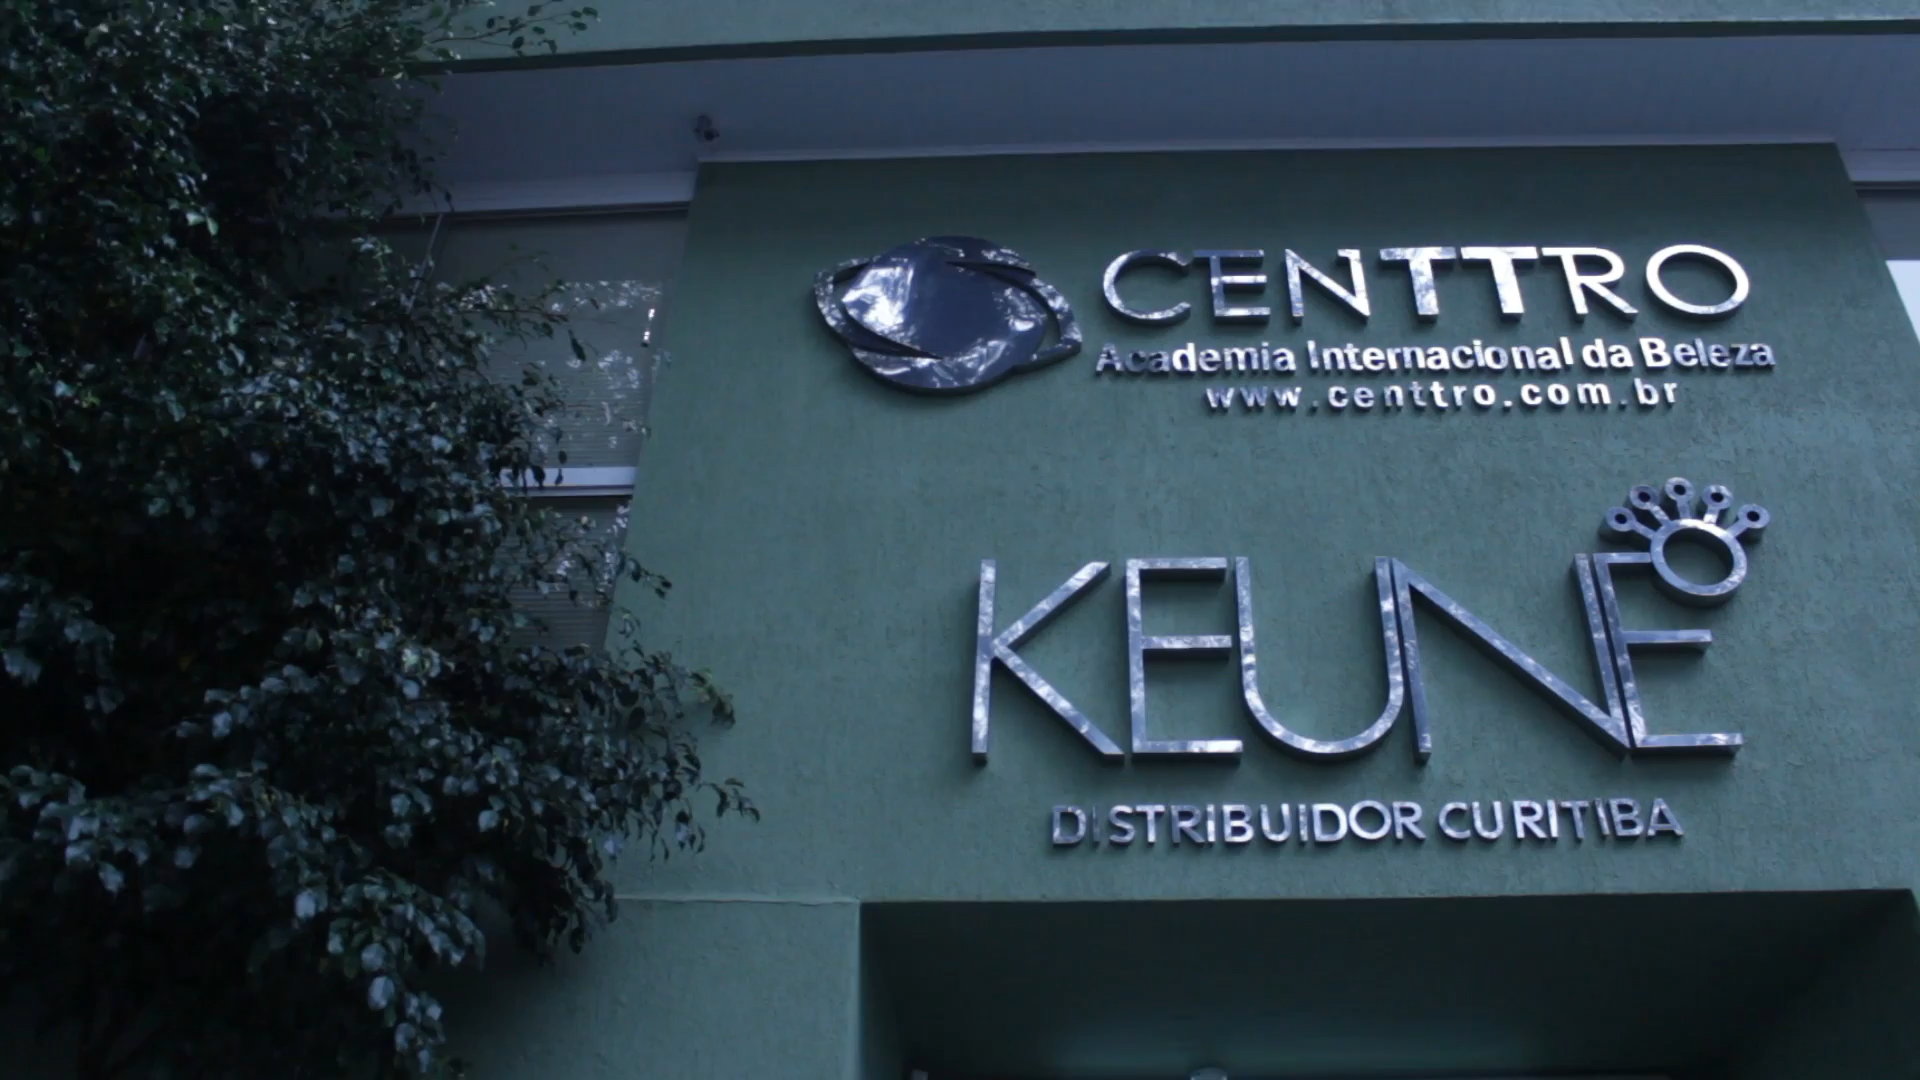 CENTTRO
Academia Internacional da Beleza
www.centtro.com.br
KEUNE
DISTRIBUIDOR CURITIBA